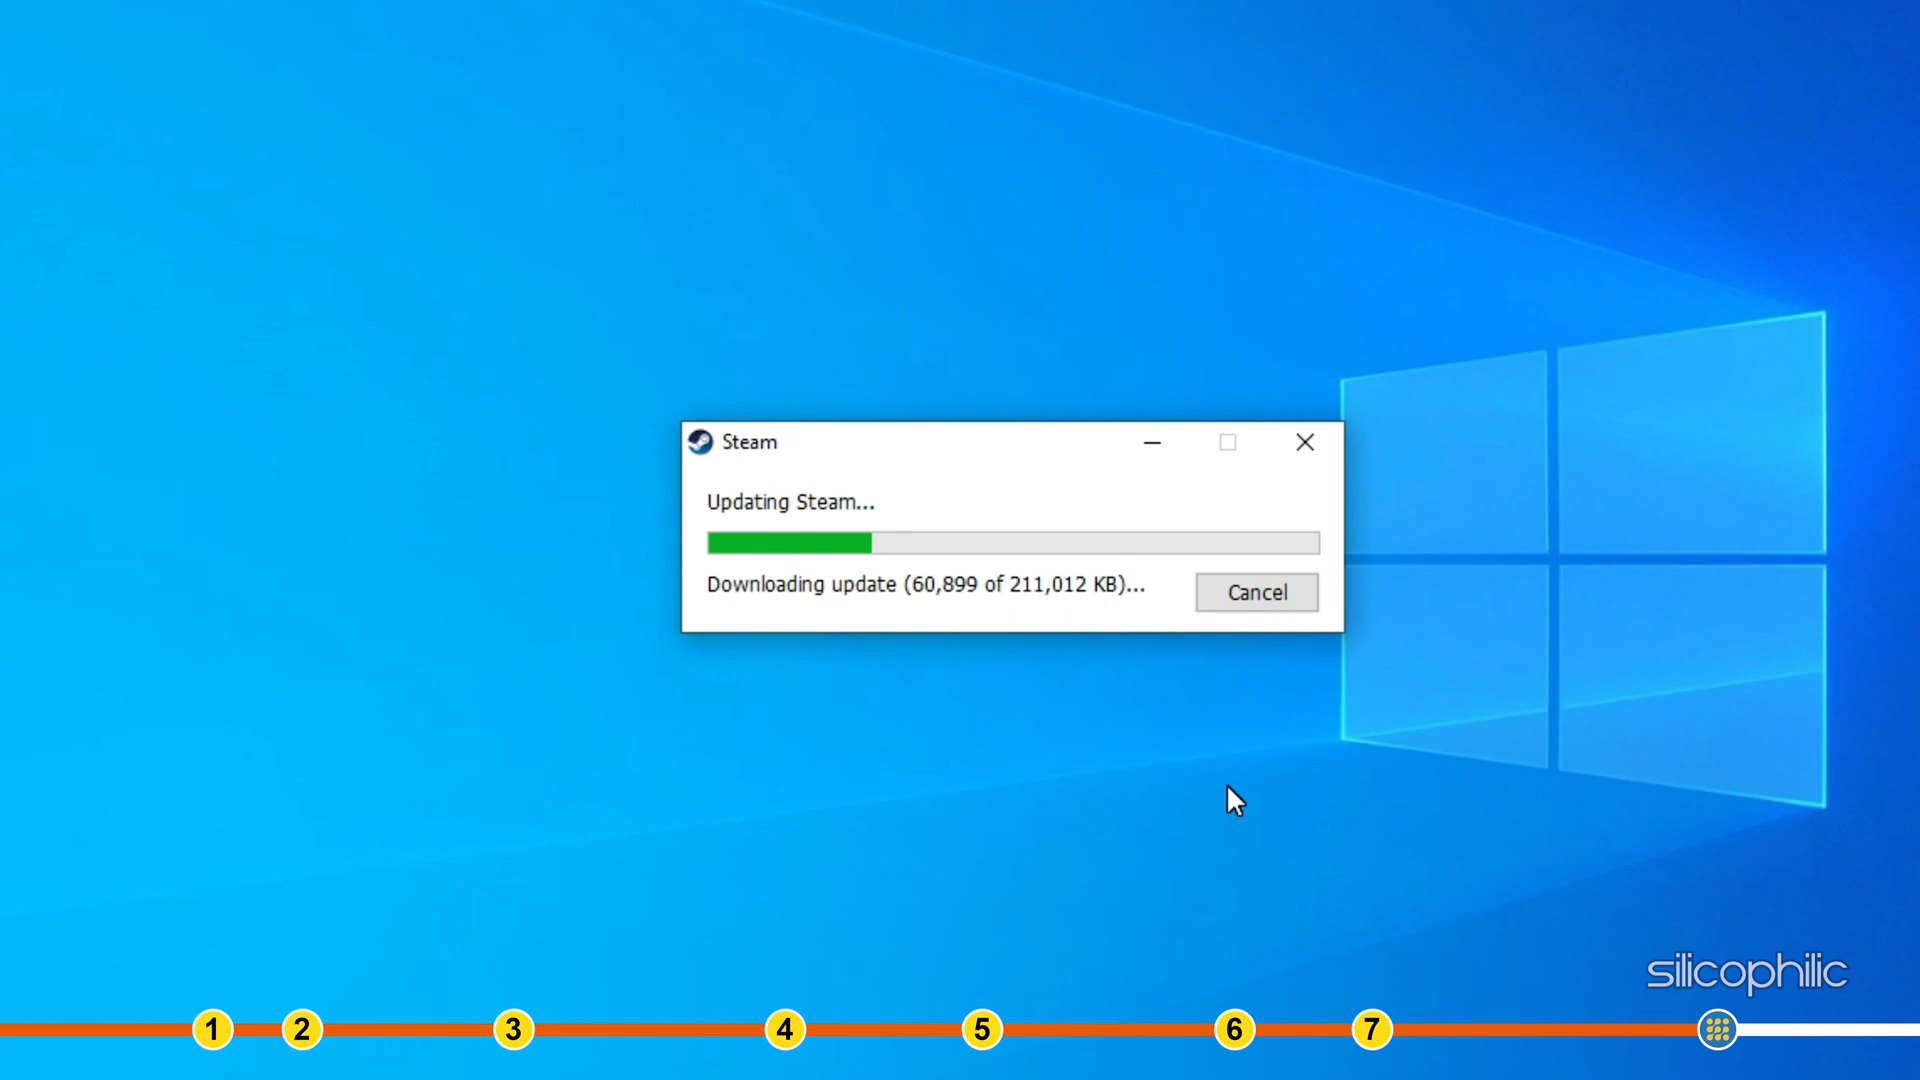 Steam
Updating Steam...
Downloading update (60,899 of 211,012 KB)...
Cancel
silicophilic
1 2 3 4 5 6 7